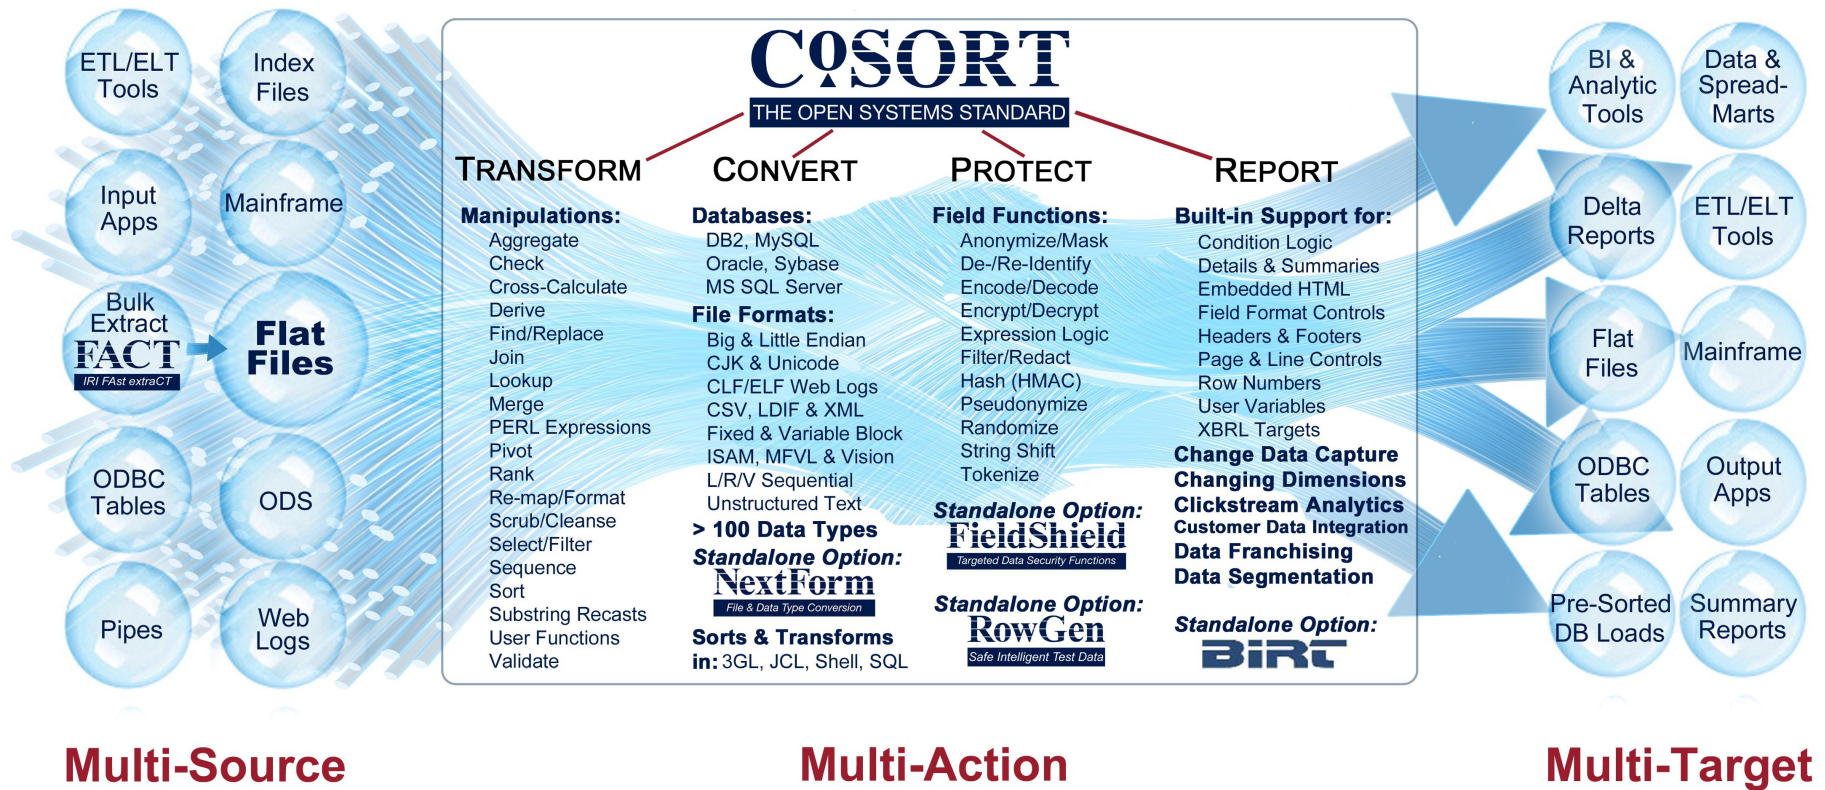 ETL/ELT
Tools
Index
Files
Input
Apps
Mainframe
Bulk
Extract
FACT
IRI FAst extraCT
Flat
Files
ODBC
Tables
ODS
Pipes
Web
Logs
Multi-Source
CoSORT
THE OPEN SYSTEMS STANDARD
TRANSFORM
Manipulations:
Aggregate
Check
Cross-Calculate
Derive
Find/Replace
Join
Lookup
Merge
PERL Expressions
Pivot
Rank
Re-map/Format
Scrub/Cleanse
Select/Filter
Sequence
Sort
Substring Recasts
User Functions
Validate
CONVERT
Databases:
DB2, MySQL
Oracle, Sybase
MS SQL Server
File Formats:
Big & Little Endian
CJK & Unicode
CLF/ELF Web Logs
CSV, LDIF & XML
Fixed & Variable Block
ISAM, MFVL & Vision
L/R/V Sequential
Unstructured Text
> 100 Data Types
Standalone Option:
NextForm
File & Data Type Conversion
Sorts & Transforms
in: 3GL, JCL, Shell, SQL
PROTECT
Field Functions:
Anonymize/Mask
De-/Re-Identify
Encode/Decode
Encrypt/Decrypt
Expression Logic
Filter/Redact
Hash (HMAC)
Pseudonymize
Randomize
String Shift
Tokenize
Standalone Option:
FieldShield
Targeted Data Security Functions
Standalone Option:
RowGen
Safe Intelligent Test Data
REPORT
Built-in Support for:
Condition Logic
Details & Summaries
Embedded HTML
Field Format Controls
Headers & Footers
Page & Line Controls
Row Numbers
User Variables
XBRL Targets
Change Data Capture
Changing Dimensions
Clickstream Analytics
Customer Data Integration
Data Franchising
Data Segmentation
Standalone Option:
BiRT
Multi-Action
BI &
Analytic
Tools
Data &
Spread-
Marts
Delta
Reports
ETL/ELT
Tools
Flat
Files
Mainframe
ODBC
Tables
Output
Apps
Pre-Sorted
DB Loads
Summary
Reports
Multi-Target